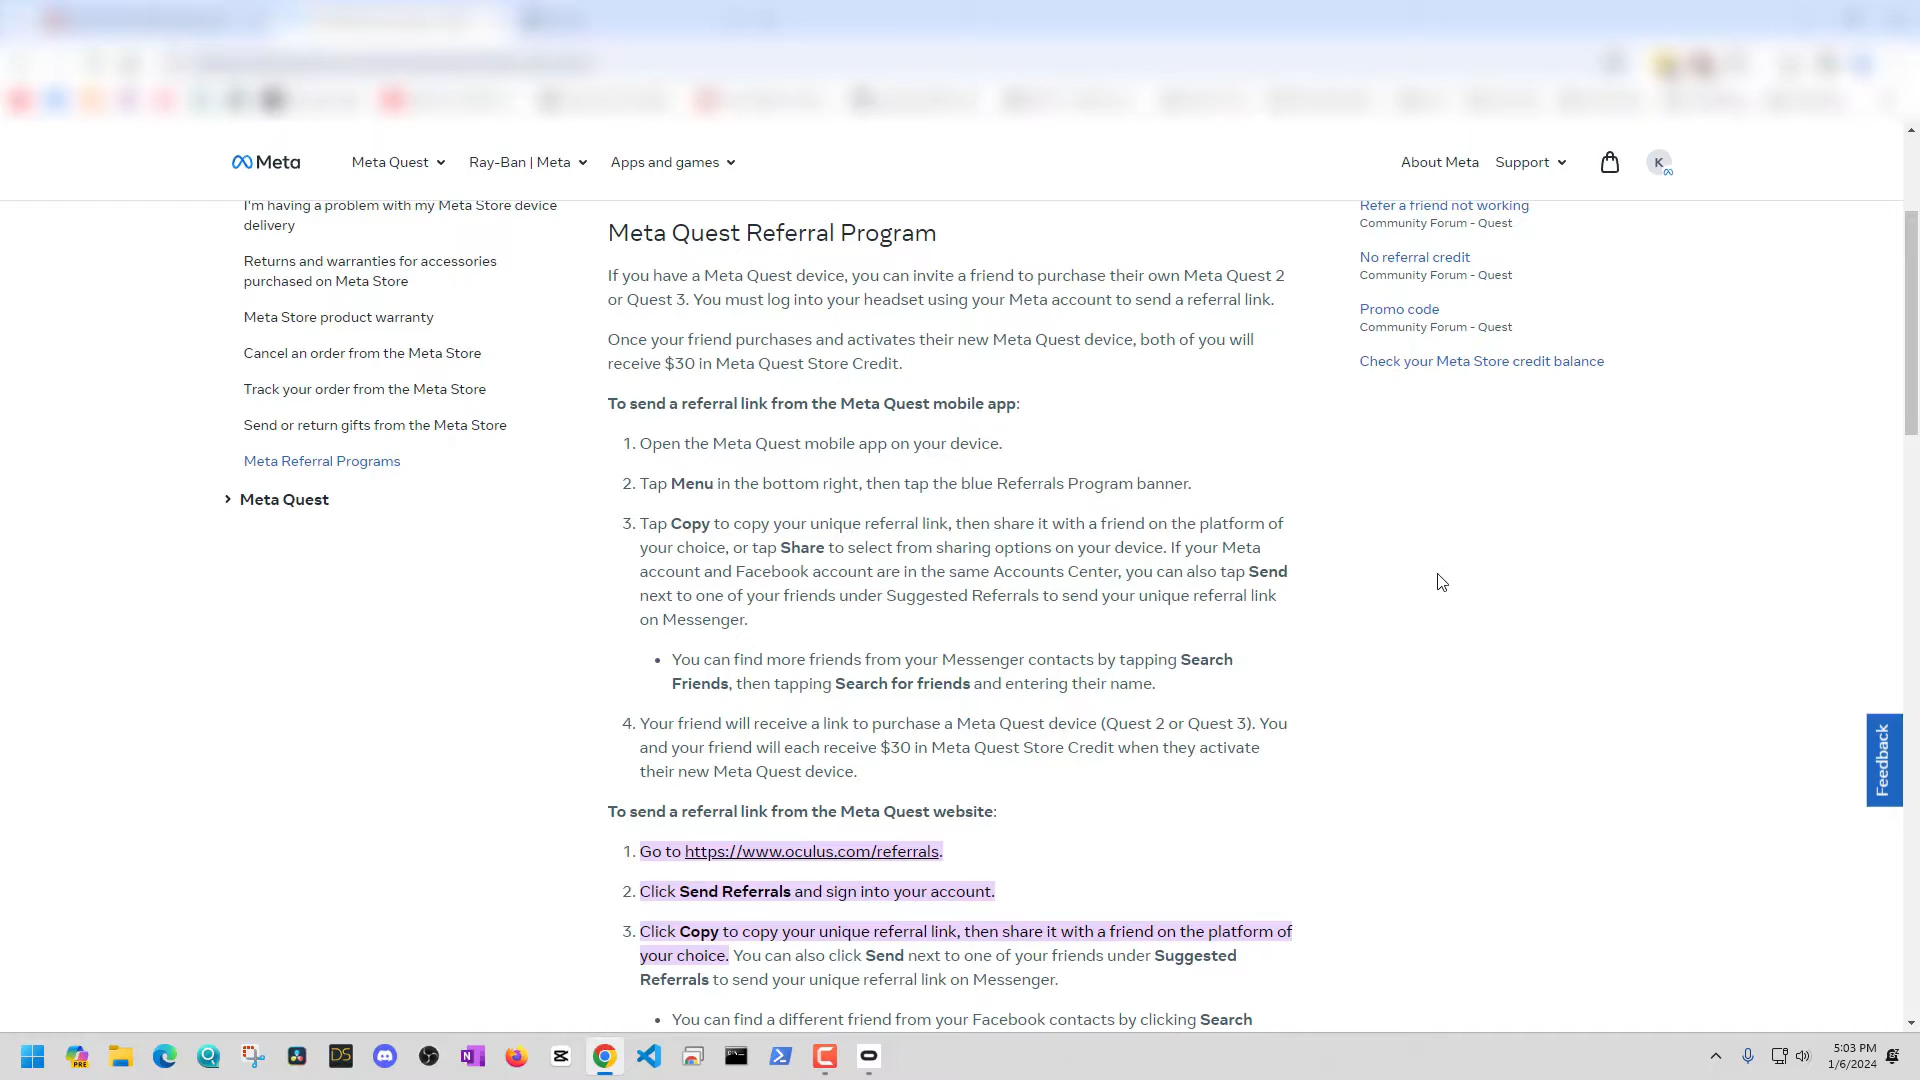 Meta
Meta Quest
Ray-Ban | Meta
Apps and games
About Meta
Support
K
I'm having a problem with my Meta Store device
delivery
Returns and warranties for accessories
purchased on Meta Store
Meta Store product warranty
Cancel an order from the Meta Store
Track your order from the Meta Store
Send or return gifts from the Meta Store
Meta Referral Programs
Meta Quest
Meta Quest Referral Program
If you have a Meta Quest device, you can invite a friend to purchase their own Meta Quest 2
or Quest 3. You must log into your headset using your Meta account to send a referral link.
Once your friend purchases and activates their new Meta Quest device, both of you will
receive $30 in Meta Quest Store Credit.
To send a referral link from the Meta Quest mobile app:
1. Open the Meta Quest mobile app on your device.
2. Tap Menu in the bottom right, then tap the blue Referrals Program banner.
3. Tap Copy to copy your unique referral link, then share it with a friend on the platform of
your choice, or tap Share to select from sharing options on your device. If your Meta
account and Facebook account are in the same Accounts Center, you can also tap Send
next to one of your friends under Suggested Referrals to send your unique referral link
on Messenger.
• You can find more friends from your Messenger contacts by tapping Search
Friends, then tapping Search for friends and entering their name.
4. Your friend will receive a link to purchase a Meta Quest device (Quest 2 or Quest 3). You
and your friend will each receive $30 in Meta Quest Store Credit when they activate
their new Meta Quest device.
To send a referral link from the Meta Quest website:
1. Go to https://www.oculus.com/referrals.
2. Click Send Referrals and sign into your account.
3. Click Copy to copy your unique referral link, then share it with a friend on the platform of
your choice. You can also click Send next to one of your friends under Suggested
Referrals to send your unique referral link on Messenger.
• You can find a different friend from your Facebook contacts by clicking Search
Refer a friend not working
Community Forum - Quest
No referral credit
Community Forum - Quest
Promo code
Community Forum - Quest
Check your Meta Store credit balance
Feedback
PRE
DS
N
5:03 PM
1/6/2024